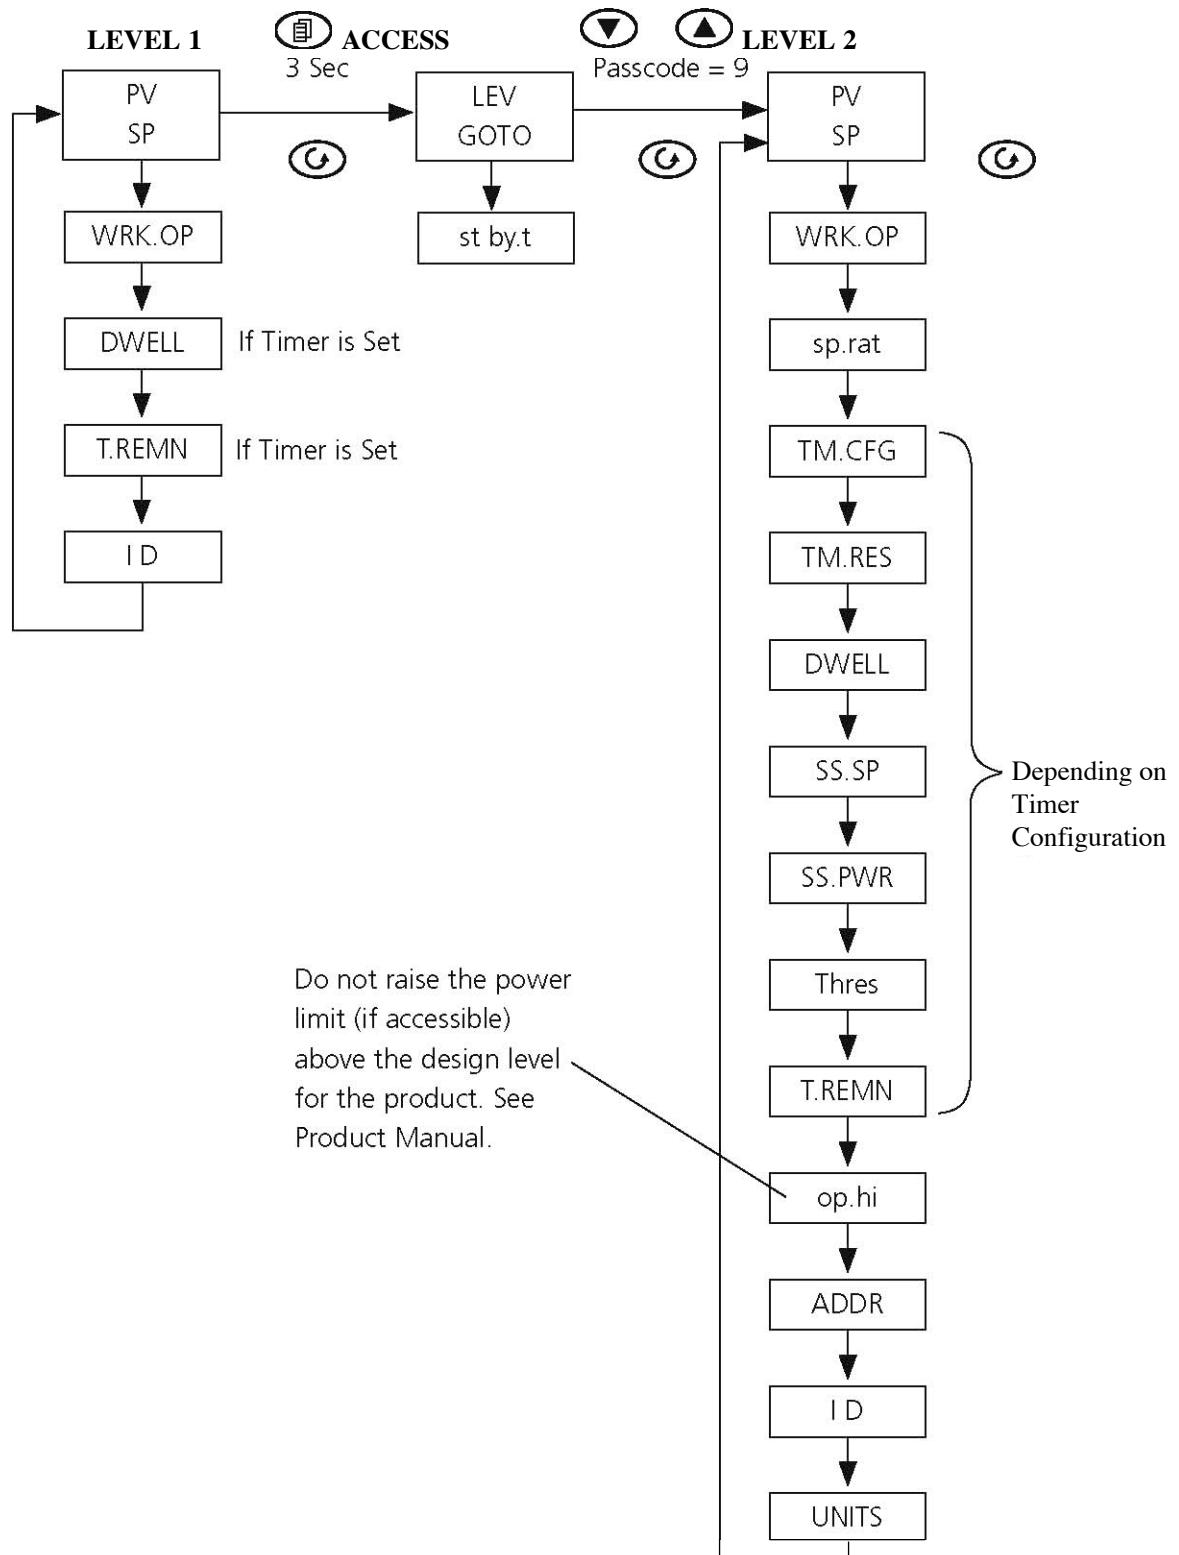 LEVEL 1
ACCESS
3 Sec
LEVEL 2
Passcode = 9
PV
SP
WRK.OP
DWELL
If Timer is Set
T.REMN
If Timer is Set
I D
LEV
GOTO
st by.t
PV
SP
WRK.OP
sp.rat
TM.CFG
TM.RES
DWELL
SS.SP
SS.PWR
Thres
T.REMN
Depending on
Timer
Configuration
Do not raise the power
limit (if accessible)
above the design level
for the product. See
Product Manual.
op.hi
ADDR
I D
UNITS